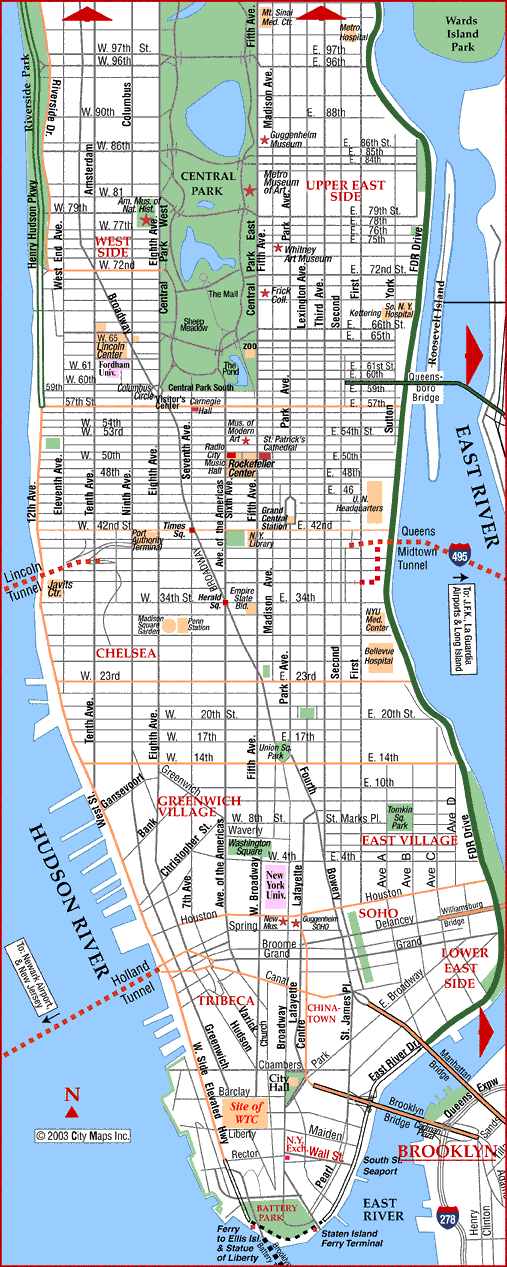 Riverside Park
Riverside Dr.
Henry Hudson Pkwy
West End Ave.
Amsterdam
Columbus
Fifth Ave.
Mt. Sinai
Med. Ctr.
Metro.
Hospital
Wards
Island
Park
W. 97th St.
W. 96th
E. 97th
E. 96th
Madison Ave.
W. 90th
E. 88th
W. 86th
Guggenheim
Museum
E. 86th St.
E. 85th
E. 84th
CENTRAL
PARK
Metro
Museum
of Art
UPPER EAST
SIDE
W. 81
Am. Mus. of
Nat. Hist.
W. 79th
W. 77th
E. 79th St.
E. 78th
E. 76th
E. 75th
Eighth Ave.
Central Park West
Central Park East
Fifth Ave.
Park Ave.
FDR Drive
WEST
SIDE
Whitney
Art Museum
W. 72nd
E. 72nd St.
Broadway
The Mall
Frick
Coll.
Lexington Ave.
Third Ave.
Second
First
York
So. N. Y.
Hospital
Kettering
Roosevelt Island
Sheep
Meadow
E. 66th St.
E. 65th
W. 65
Lincoln
Center
ZOO
W. 61
Fordham
Univ.
The
Pond
E. 61st St.
E. 60th
W. 60th
59th
Columbus
Circle
Central Park South
E. 59th
Queens-
boro
Bridge
57th St.
Visitor's
Center
Carnegie
Hall
E. 57th
Park Ave.
Sutton
W. 54th
W. 53rd
Mus. of
Modern
Art
E. 54th St.
St. Patrick's
Cathedral
12th Ave.
Eleventh Ave.
Tenth Ave.
Ninth Ave.
Eighth Ave.
Seventh Ave.
W. 50th
Radio
City
Music
Hall
Rockefeller
Center
E. 50th
W. 48th
E. 48th
EAST RIVER
Ave. of the Americas
Sixth Ave.
Fifth Ave.
E. 46
U. N.
Headquarters
Grand
Central
Station
W. 42nd St.
Times
Sq.
E. 42nd
Port
Authority
Terminal
N. Y.
Library
Queens
Midtown
Tunnel
495
Lincoln
Tunnel
BROADWAY
Javits
Ctr.
To: J.F.K., La Guardia
Airports & Long Island
W. 34th St.
Herald
Sq.
Empire
State
Bld.
Madison Ave.
E. 34th
Madison
Square
Garden
Penn
Station
NYU
Med.
Center
CHELSEA
Bellevue
Hospital
Park Ave.
Second
First
W. 23rd
E. 23rd
Tenth Ave.
Eighth Ave.
W. 20th St.
E. 20th St.
W. 17th
E. 17th
Fifth Ave.
Union Sq.
Park
W. 14th
E. 14th
Fourth
Greenwich
E. 10th
West St.
Gansevoort
Bank
GREENWICH
VILLAGE
Christopher St.
Tomkin
Sq.
Park
Ave D
FDR Drive
W. 8th St.
St. Marks Pl.
Waverly
Washington
Square
EAST VILLAGE
W. 4th
E. 4th
HUDSON RIVER
7th Ave.
Ave. of the Americas
W. Broadway
New
York
Univ.
Lafayette
Bowery
Ave A
Ave B
Ave C
Houston
Houston
Spring
New
Mus.
Guggenheim
SOHO
SOHO
Delancey
Williamsburg
Bridge
Broome
Grand
Grand
LOWER
EAST
SIDE
To: Newark Airport,
& New Jersey
Holland
Tunnel
Canal
E. Broadway
TRIBECA
Varick
Hudson
Church
Broadway
Lafayette
Centre
CHINA-
TOWN
St. James Pl.
Greenwich
W. Side Elevated Hwy
Chambers
Park
East River Dr.
Manhattan
Bridge
City
Hall
Barclay
Brooklyn
Bridge
Cadman
Plaza
Queens Expw
Sands
N
Site of
WTC
© 2003 City Maps Inc.
Liberty
Maiden
N.Y.
Exch.
Wall St.
BROOKLYN
Rector
Pearl
South St.
Seaport
BATTERY
PARK
EAST
RIVER
278
Henry
Clinton
Ferry
to Ellis Isl.
& Statue
of Liberty
Brooklyn
Battery
Staten Island
Ferry Terminal